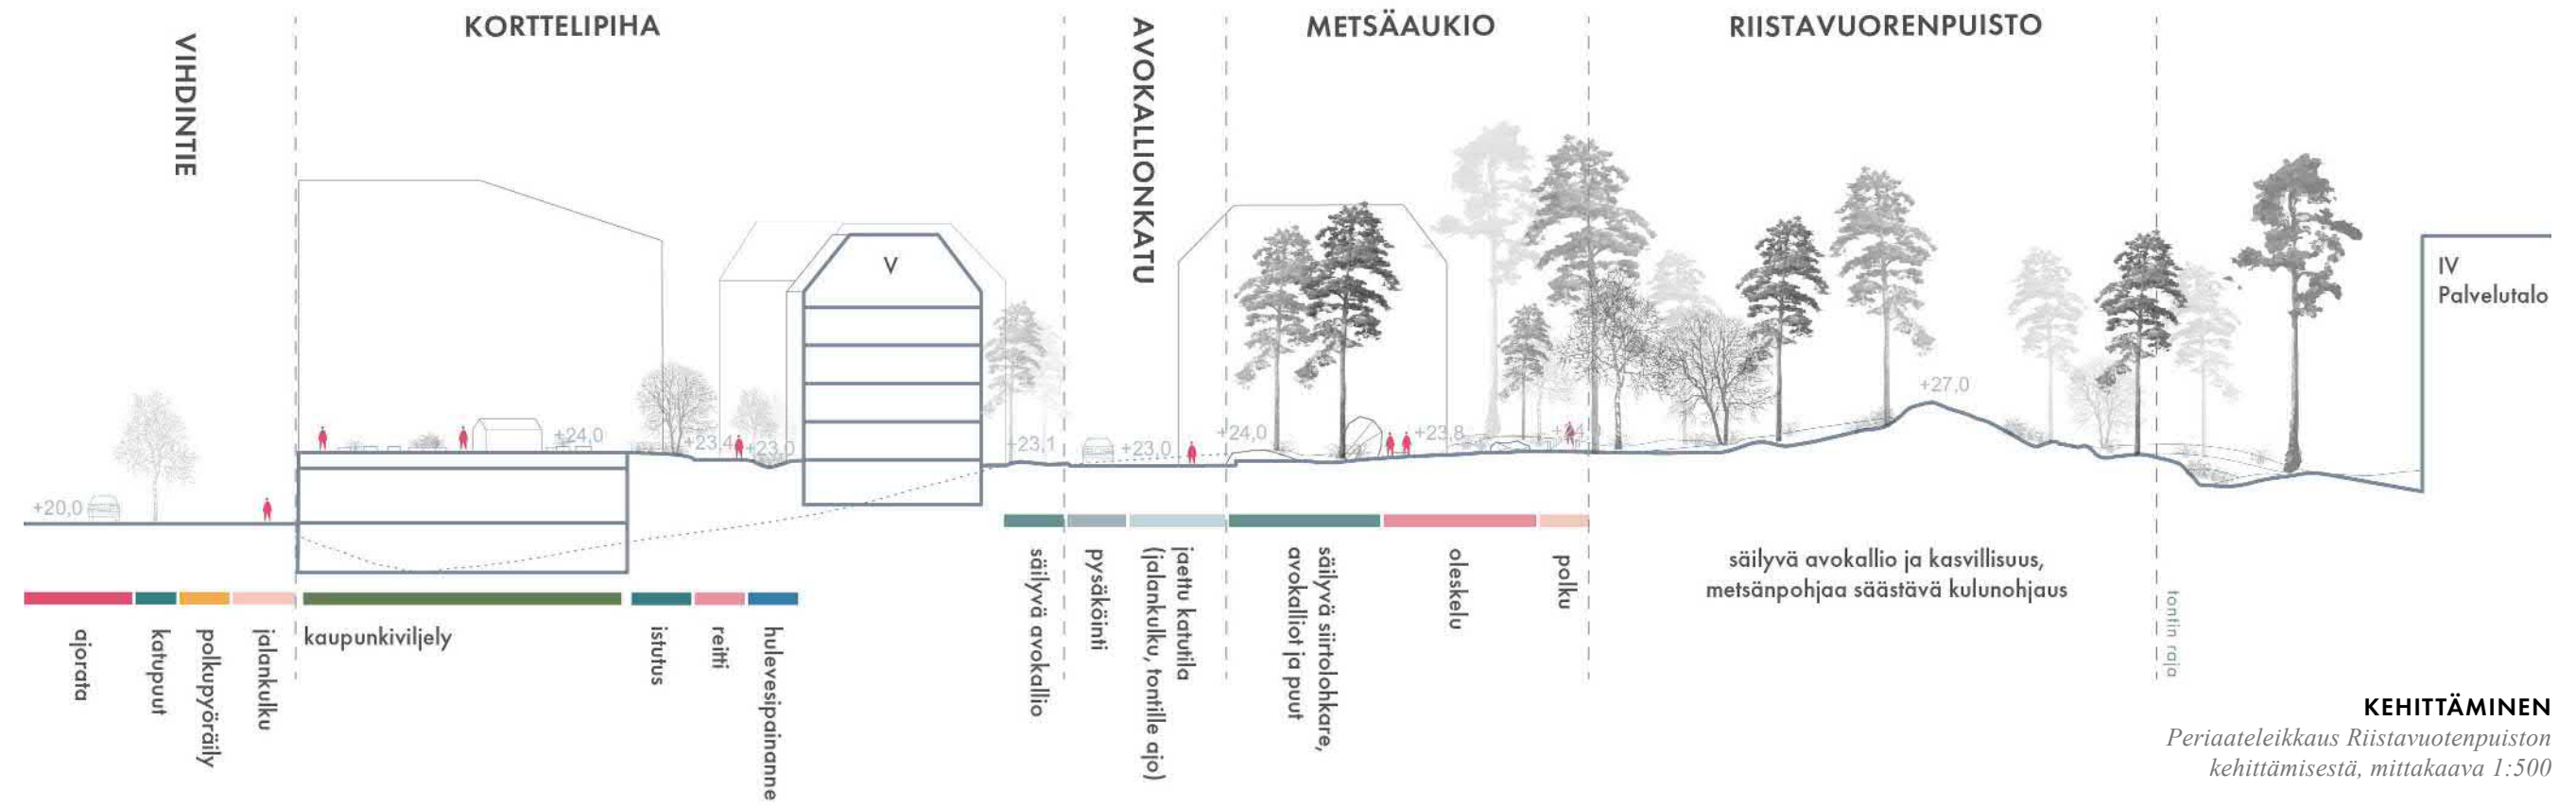 VIHDINTIE
KORTTELIPIHA
AVOKALLIONKATU
METSÄAUKIO
RIISTAVUORENPUISTO
V
IV
Palvelutalo
+20,0
+24,0
+23,4
+23,0
+23,1
+23,0
+24,0
+23,8
+27,0
ajorata
katupuut
polkupyöräily
jalankulku
kaupunkiviljely
istutus
reitti
hulevesipainanne
säilyvä avokallio
pysäköinti
jaettu katutila
(jalankulku, tontille ajo)
säilyvä siirtolohkare,
avokalliot ja puut
oleskelu
polku
säilyvä avokallio ja kasvillisuus,
metsänpohjaa säästävä kulunohjaus
tontin raja
KEHITTÄMINEN
Periaateleikkaus Riistavuotenpuiston
kehittämisestä, mittakaava 1:500